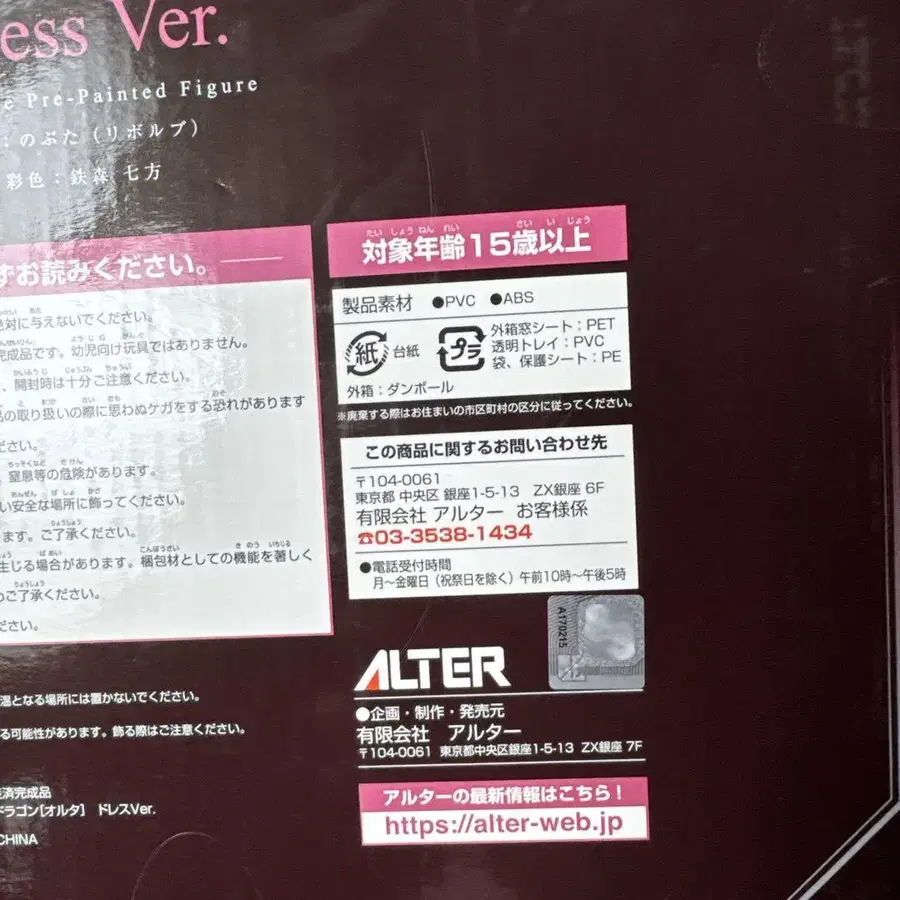 ess Ver.
e Pre-Painted Figure
：のぶた（リボルブ）
彩色：鉄森 七方
ずお読みください。
絶対に与えないでください。
完成品です。幼児向け玩具ではありません。
、開封時は十分ご注意ください。
品の取り扱いの際に思わぬケガをする恐れがあります
ださい。
窒息等の危険があります。
い安全な場所に飾ってください。
ます。ご了承ください。
生じる場合があります。梱包材としての機能を著しく
めご了承ください。
ださい。
温となる場所には置かないでください。
る可能性があります。飾る際はご注意ください。
装済完成品
ドラゴン[オルタ] ドレスVer.
CHINA
対象年齢15歳以上
製品素材 ●PVC ●ABS
紙 台紙
プラ 外箱窓シート：PET
透明トレイ：PVC
袋、保護シート：PE
外箱：ダンボール
※廃棄する際はお住まいの市区町村の区分に従ってください。
この商品に関するお問い合わせ先
〒104-0061
東京都 中央区 銀座1-5-13 ZX銀座 6F
有限会社 アルター お客様係
☎03-3538-1434
●電話受付時間
月〜金曜日（祝祭日を除く）午前10時〜午後5時
A170215
ALTER
●企画・制作・発売元
有限会社 アルター
〒104-0061 東京都中央区銀座1-5-13 ZX銀座 7F
アルターの最新情報はこちら！
https://alter-web.jp